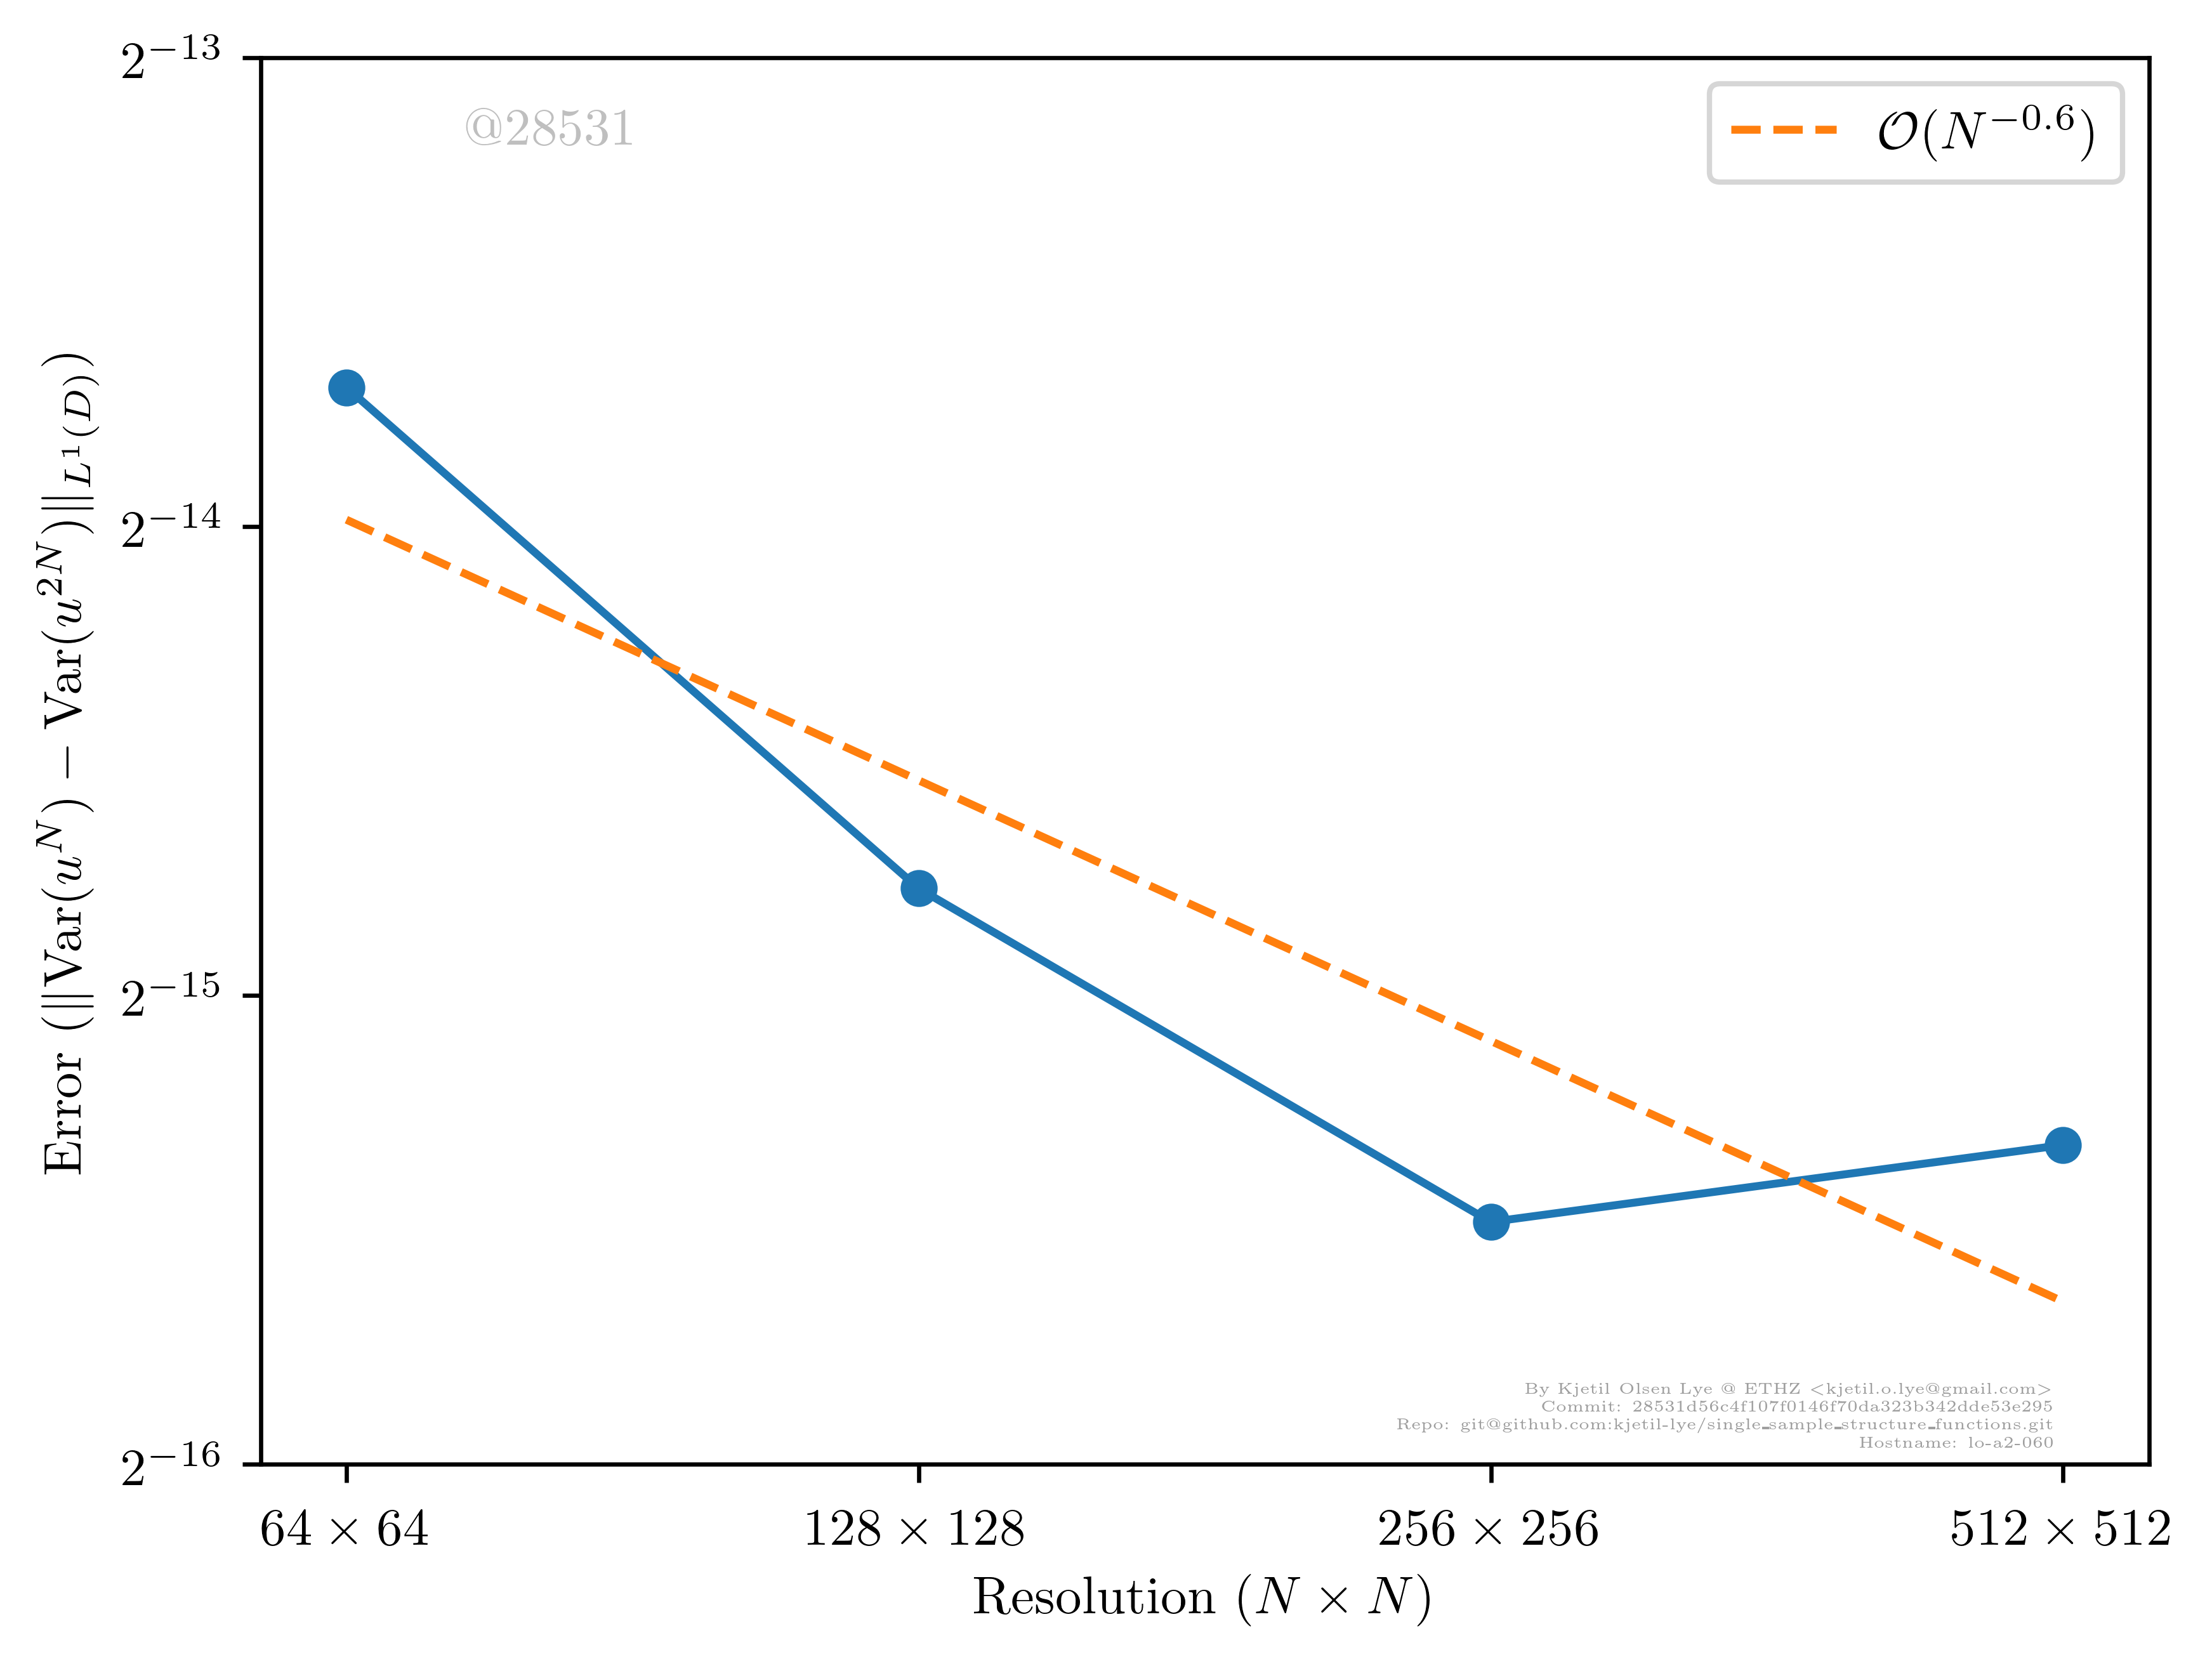 2^{-13}
@28531
O(N^{-0.6})
2^{-14}
2^{-15}
2^{-16}
Error (||Var(u^N) − Var(u^{2N})||_{L^1(D)})
By Kjetil Olsen Lye @ ETHZ <kjetil.o.lye@gmail.com>
Commit: 28531d56c4f107f0146f70da323b342dde53e295
Repo: git@github.com:kjetil-lye/single_sample_structure_functions.git
Hostname: lo-a2-060
64 × 64
128 × 128
256 × 256
512 × 512
Resolution (N × N)